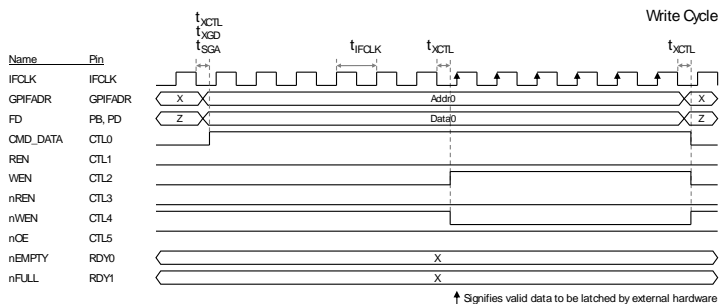 Write Cycle
tXCTL
tXGD
tSGA tIFCLK tXCTL tXCTL
Name Pin
IFCLK IFCLK
GPIFADR GPIFADR X Addr0 X
FD PB, PD Z Data0 Z
CMD_DATA CTL0
REN CTL1
WEN CTL2
nREN CTL3
nWEN CTL4
nOE CTL5
nEMPTY RDY0 X
nFULL RDY1 X
Signifies valid data to be latched by external hardware